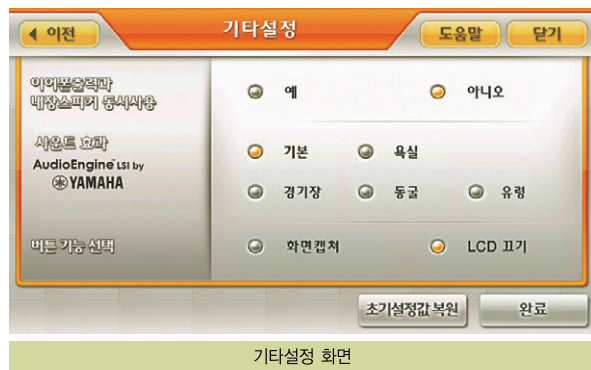 이전
기타설정
도움말
닫기
이어폰출력과
내장스피커 동시사용
예
아니오
사운드 효과
AudioEngine LSI by
YAMAHA
기본
욕실
경기장
동굴
유령
버튼 기능 선택
화면캡쳐
LCD 끄기
초기설정값 복원
완료
기타설정 화면